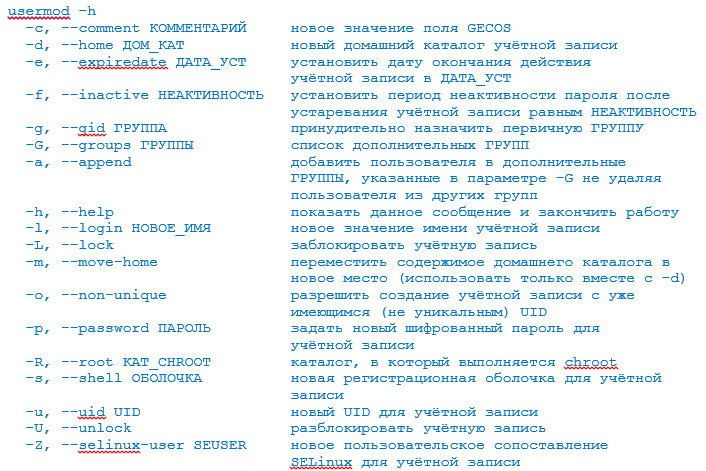 usermod -h
-c, --comment КОММЕНТАРИЙ новое значение поля GECOS
-d, --home ДОМ_КАТ новый домашний каталог учётной записи
-e, --expiredate ДАТА_УСТ установить дату окончания действия
учётной записи в ДАТА_УСТ
-f, --inactive НЕАКТИВНОСТЬ установить период неактивности пароля после
устаревания учётной записи равным НЕАКТИВНОСТЬ
-g, --gid ГРУППА принудительно назначить первичную ГРУППУ
-G, --groups ГРУППЫ список дополнительных ГРУПП
-a, --append добавить пользователя в дополнительные
ГРУППЫ, указанные в параметре -G не удаляя
пользователя из других групп
-h, --help показать данное сообщение и закончить работу
-l, --login НОВОЕ_ИМЯ новое значение имени учётной записи
-L, --lock заблокировать учётную запись
-m, --move-home переместить содержимое домашнего каталога в
новое место (использовать только вместе с -d)
-o, --non-unique разрешить создание учётной записи с уже
имеющимся (не уникальным) UID
-p, --password ПАРОЛЬ задать новый шифрованный пароль для
учётной записи
-R, --root КАТ_CHROOT каталог, в который выполняется chroot
-s, --shell ОБОЛОЧКА новая регистрационная оболочка для учётной
записи
-u, --uid UID новый UID для учётной записи
-U, --unlock разблокировать учётную запись
-Z, --selinux-user SEUSER новое пользовательское сопоставление
SELinux для учётной записи